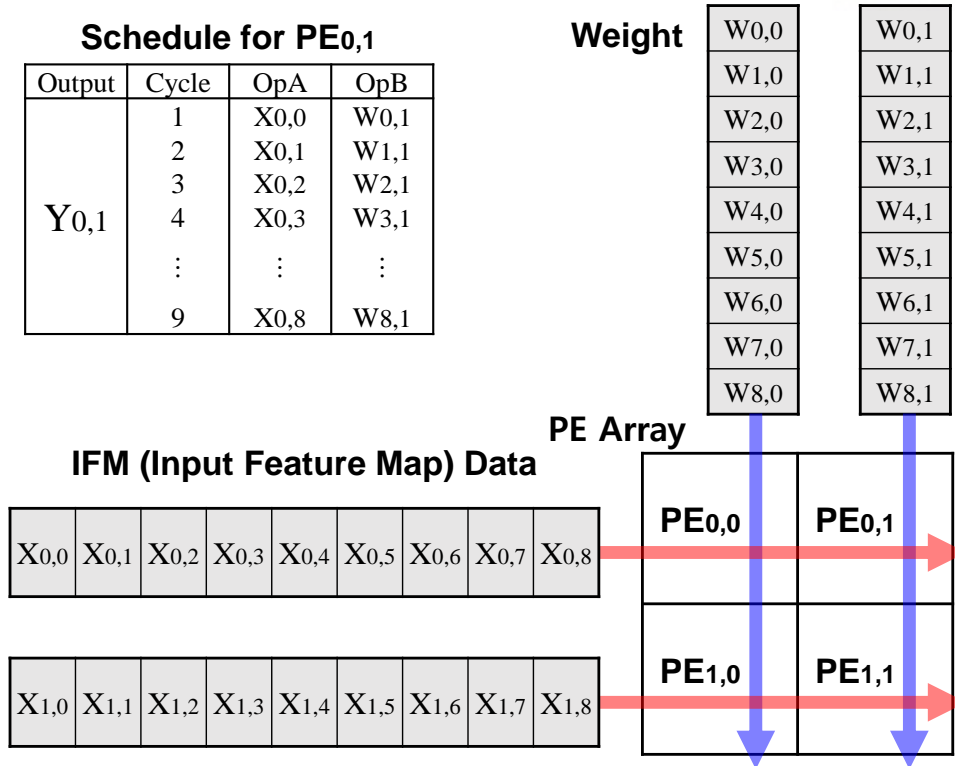 Schedule for PE0,1
Output Cycle OpA OpB
Y0,1
1 X0,0 W0,1
2 X0,1 W1,1
3 X0,2 W2,1
4 X0,3 W3,1
⋮ ⋮ ⋮
9 X0,8 W8,1
Weight
W0,0 W0,1
W1,0 W1,1
W2,0 W2,1
W3,0 W3,1
W4,0 W4,1
W5,0 W5,1
W6,0 W6,1
W7,0 W7,1
W8,0 W8,1
PE Array
IFM (Input Feature Map) Data
X0,0 X0,1 X0,2 X0,3 X0,4 X0,5 X0,6 X0,7 X0,8
PE0,0 PE0,1
X1,0 X1,1 X1,2 X1,3 X1,4 X1,5 X1,6 X1,7 X1,8
PE1,0 PE1,1